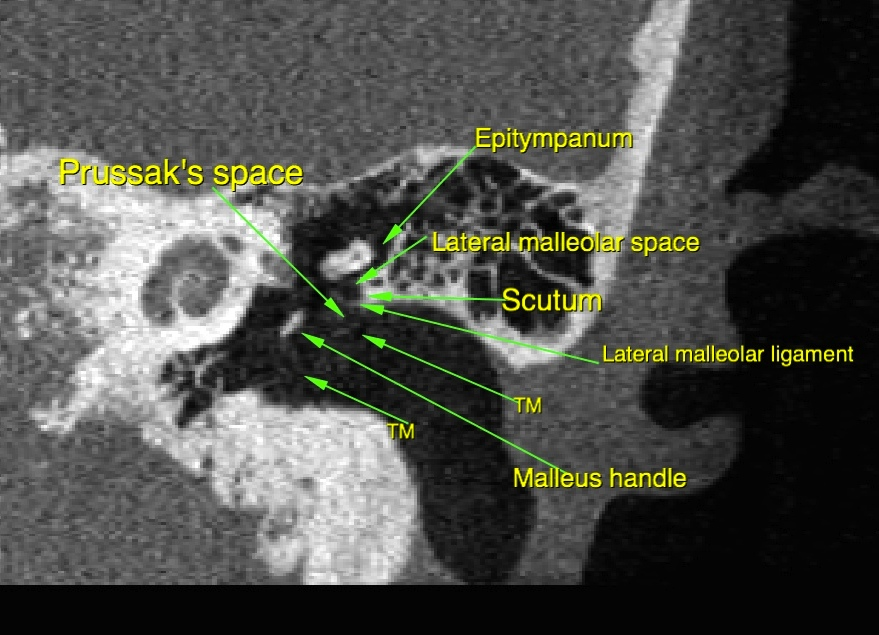 Epitympanum
Prussak's space
Lateral malleolar space
Scutum
Lateral malleolar ligament
TM
TM
Malleus handle